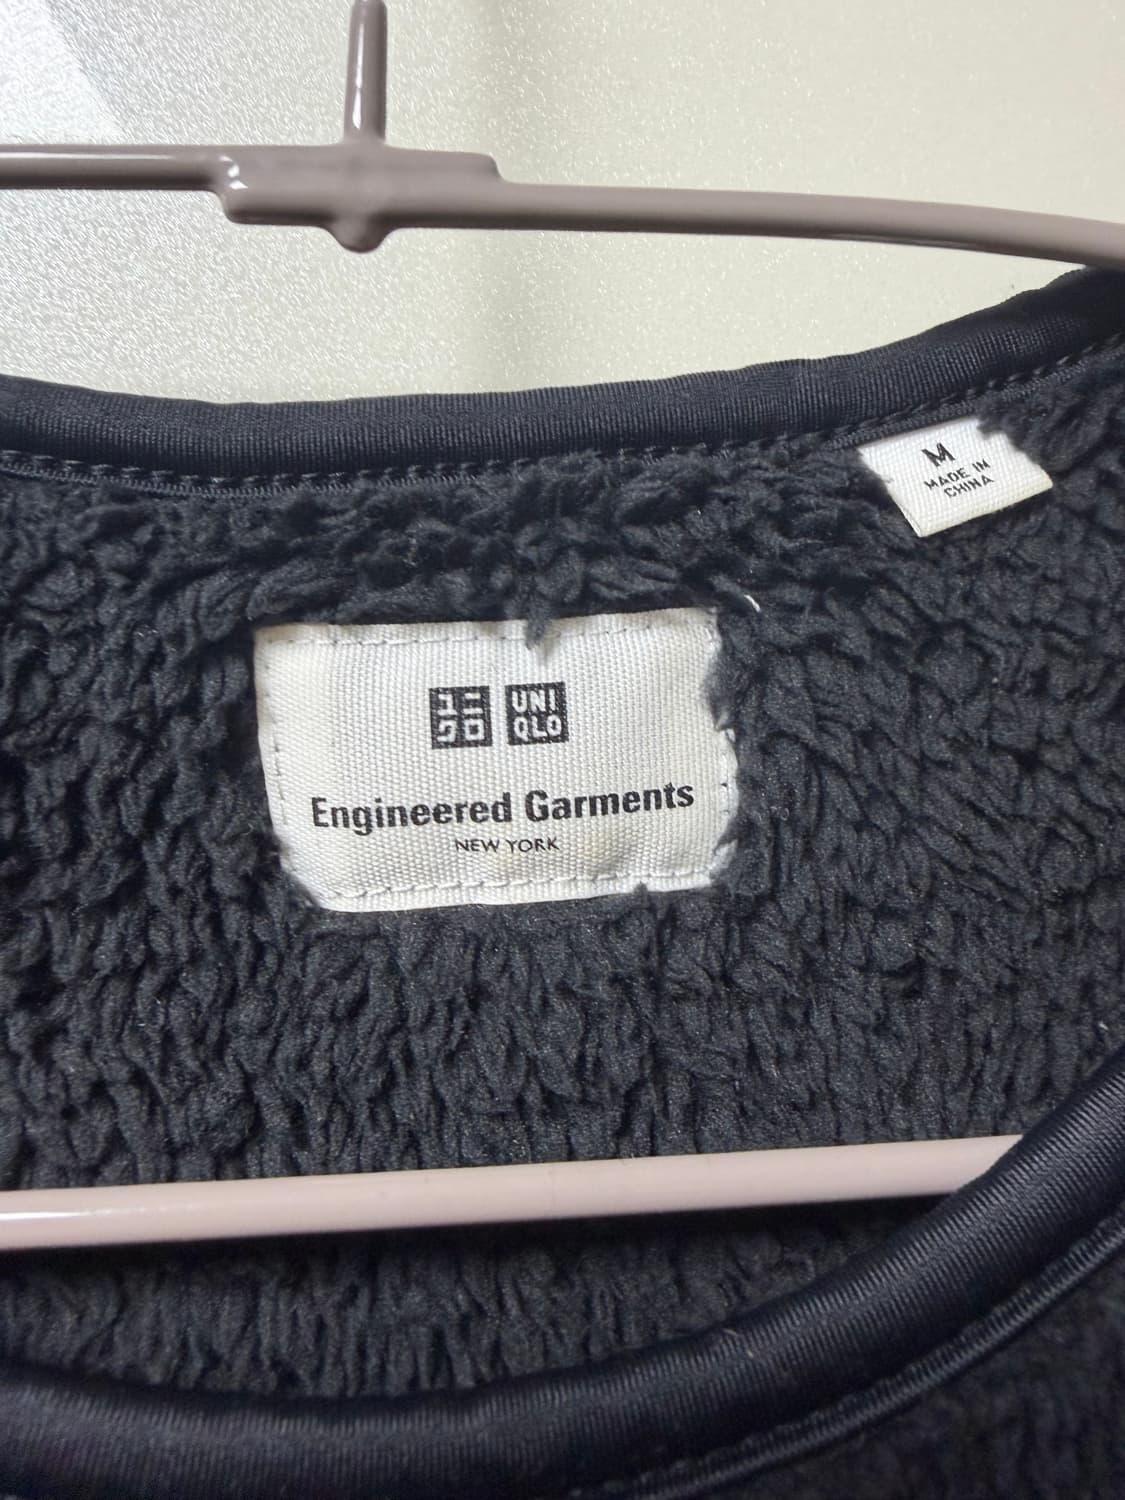 M
MADE IN
CHINA
ユニ UNI
クロ QLO
Engineered Garments
NEW YORK